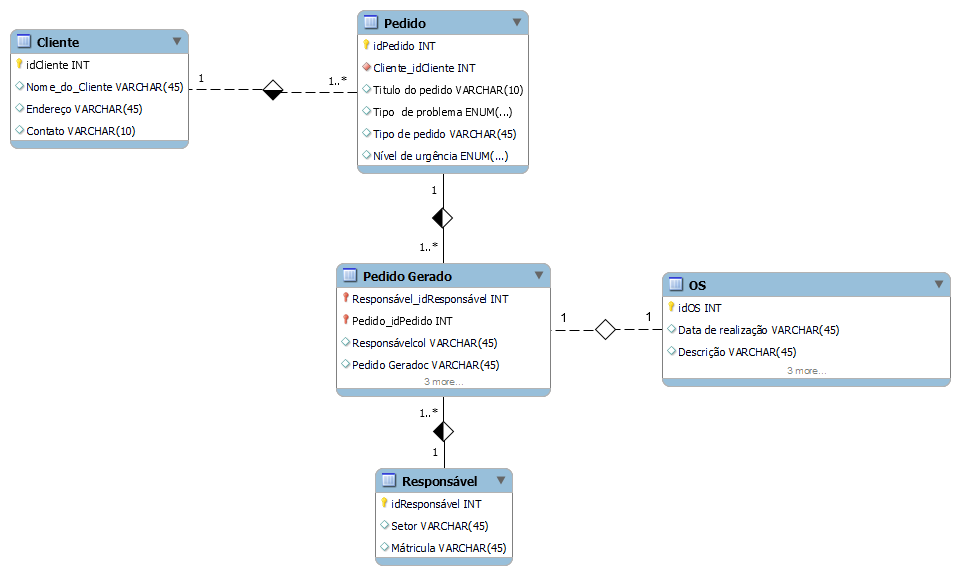 Cliente
idCliente INT
Nome_do_Cliente VARCHAR(45)
Endereço VARCHAR(45)
Contato VARCHAR(10)
1
1..*
Pedido
idPedido INT
Cliente_idCliente INT
Titulo do pedido VARCHAR(10)
Tipo de problema ENUM(...)
Tipo de pedido VARCHAR(45)
Nível de urgência ENUM(...)
1
1..*
Pedido Gerado
Responsável_idResponsável INT
Pedido_idPedido INT
Responsávelcol VARCHAR(45)
Pedido Geradoc VARCHAR(45)
3 more...
1
1
OS
idOS INT
Data de realização VARCHAR(45)
Descrição VARCHAR(45)
3 more...
1..*
1
Responsável
idResponsável INT
Setor VARCHAR(45)
Mátricula VARCHAR(45)